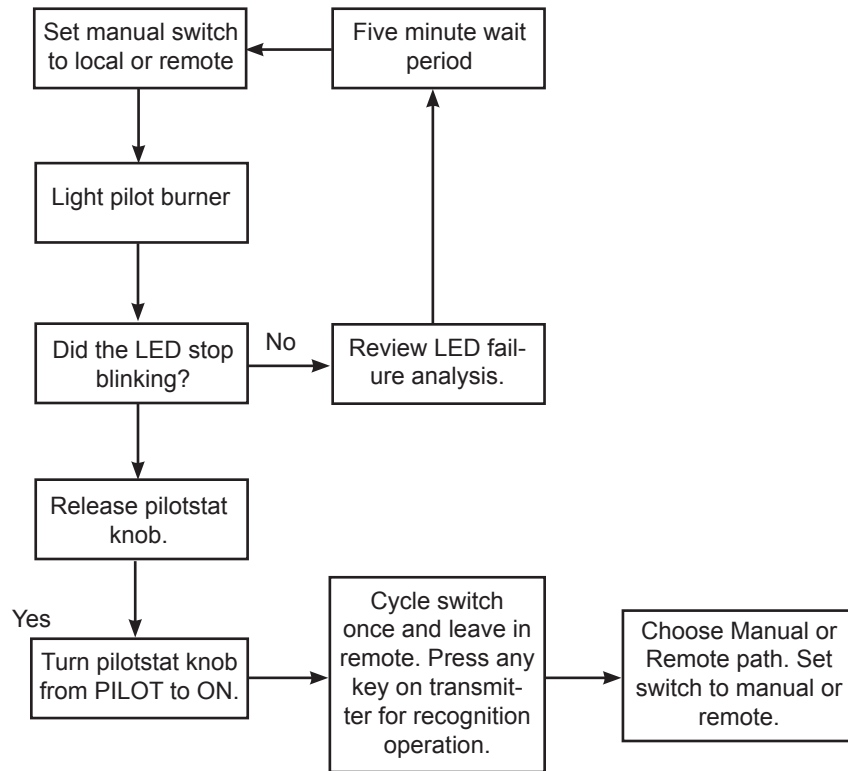 Set manual switch
to local or remote
Five minute wait
period
Light pilot burner
Did the LED stop
blinking?
No
Review LED fail-
ure analysis.
Release pilotstat
knob.
Yes
Turn pilotstat knob
from PILOT to ON.
Cycle switch
once and leave in
remote. Press any
key on transmit-
ter for recognition
operation.
Choose Manual or
Remote path. Set
switch to manual or
remote.